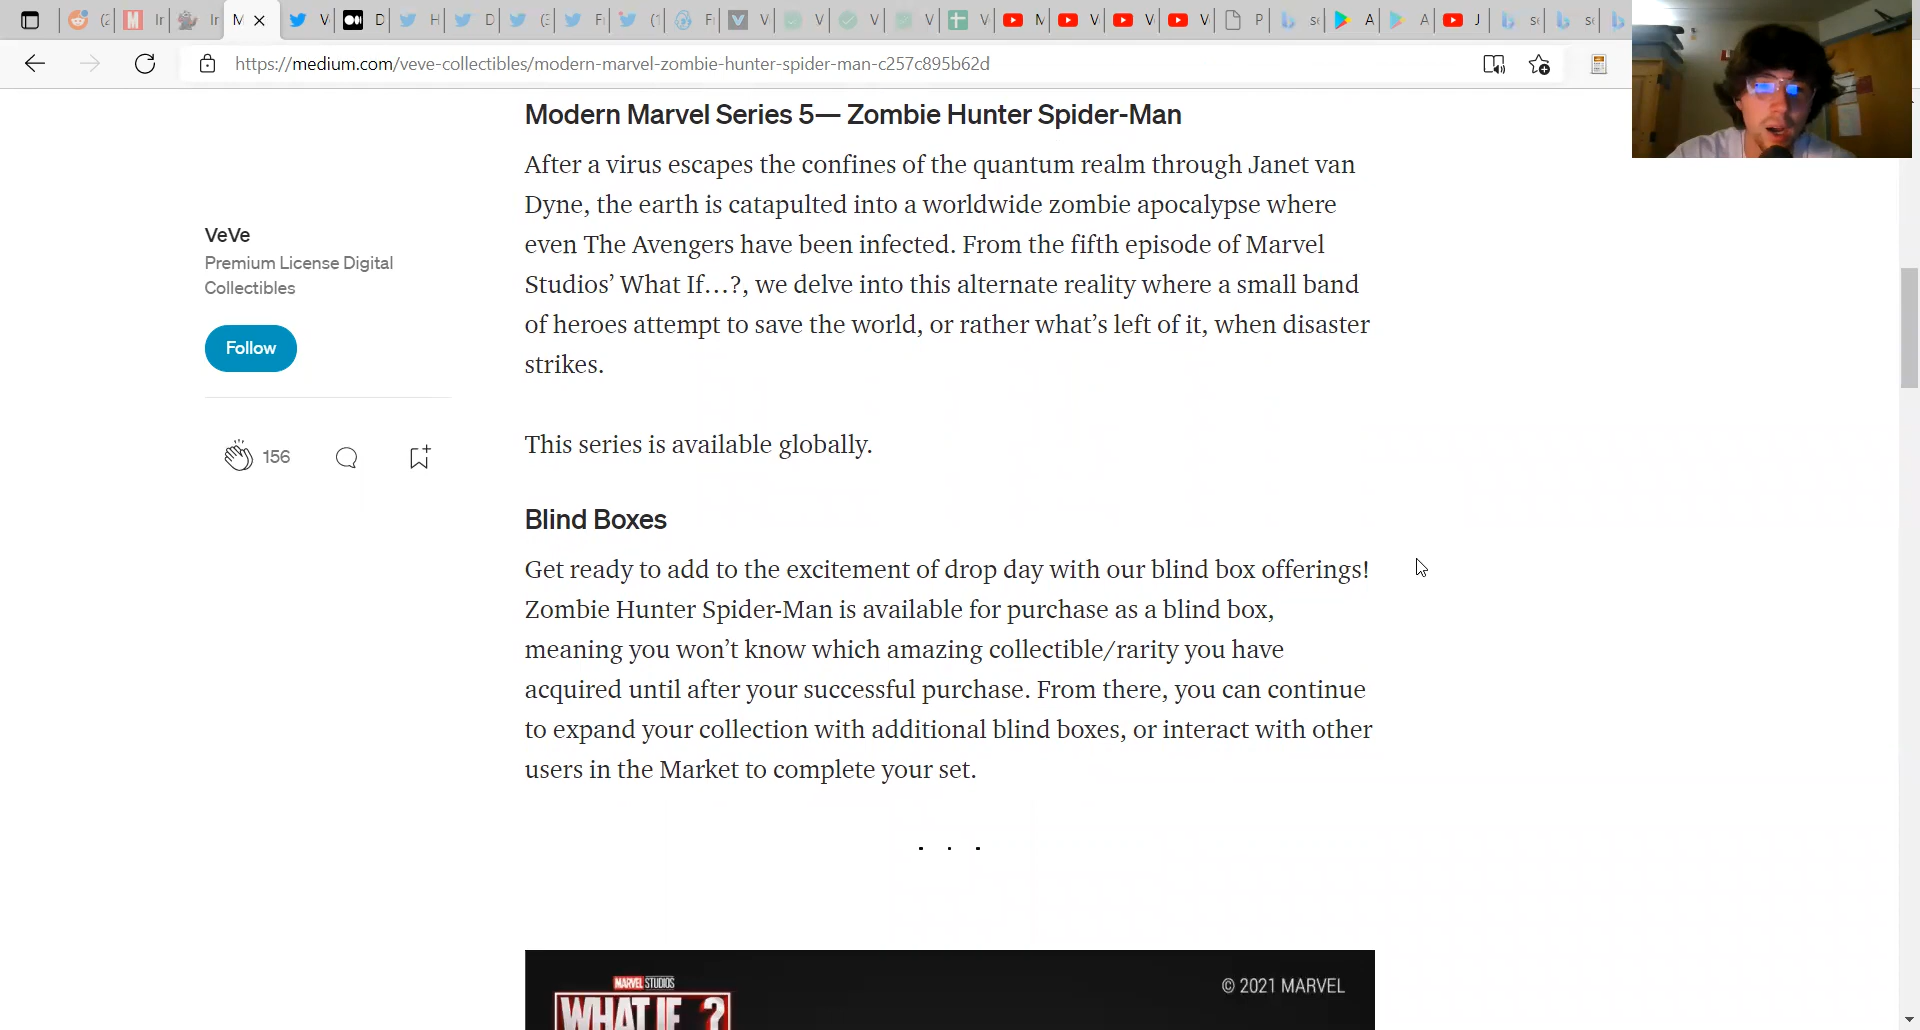 M
V
D
H
D
(3
F
(1
F
V
V
V
V
V
M
V
V
V
P
s
A
A
J
s
s
https://medium.com/veve-collectibles/modern-marvel-zombie-hunter-spider-man-c257c895b62d
Modern Marvel Series 5— Zombie Hunter Spider-Man
After a virus escapes the confines of the quantum realm through Janet van
Dyne, the earth is catapulted into a worldwide zombie apocalypse where
even The Avengers have been infected. From the fifth episode of Marvel
Studios’ What If…?, we delve into this alternate reality where a small band
of heroes attempt to save the world, or rather what’s left of it, when disaster
strikes.
This series is available globally.
VeVe
Premium License Digital
Collectibles
Follow
156
Blind Boxes
Get ready to add to the excitement of drop day with our blind box offerings!
Zombie Hunter Spider-Man is available for purchase as a blind box,
meaning you won’t know which amazing collectible/rarity you have
acquired until after your successful purchase. From there, you can continue
to expand your collection with additional blind boxes, or interact with other
users in the Market to complete your set.
. . .
MARVEL STUDIOS
WHAT IF...?
© 2021 MARVEL